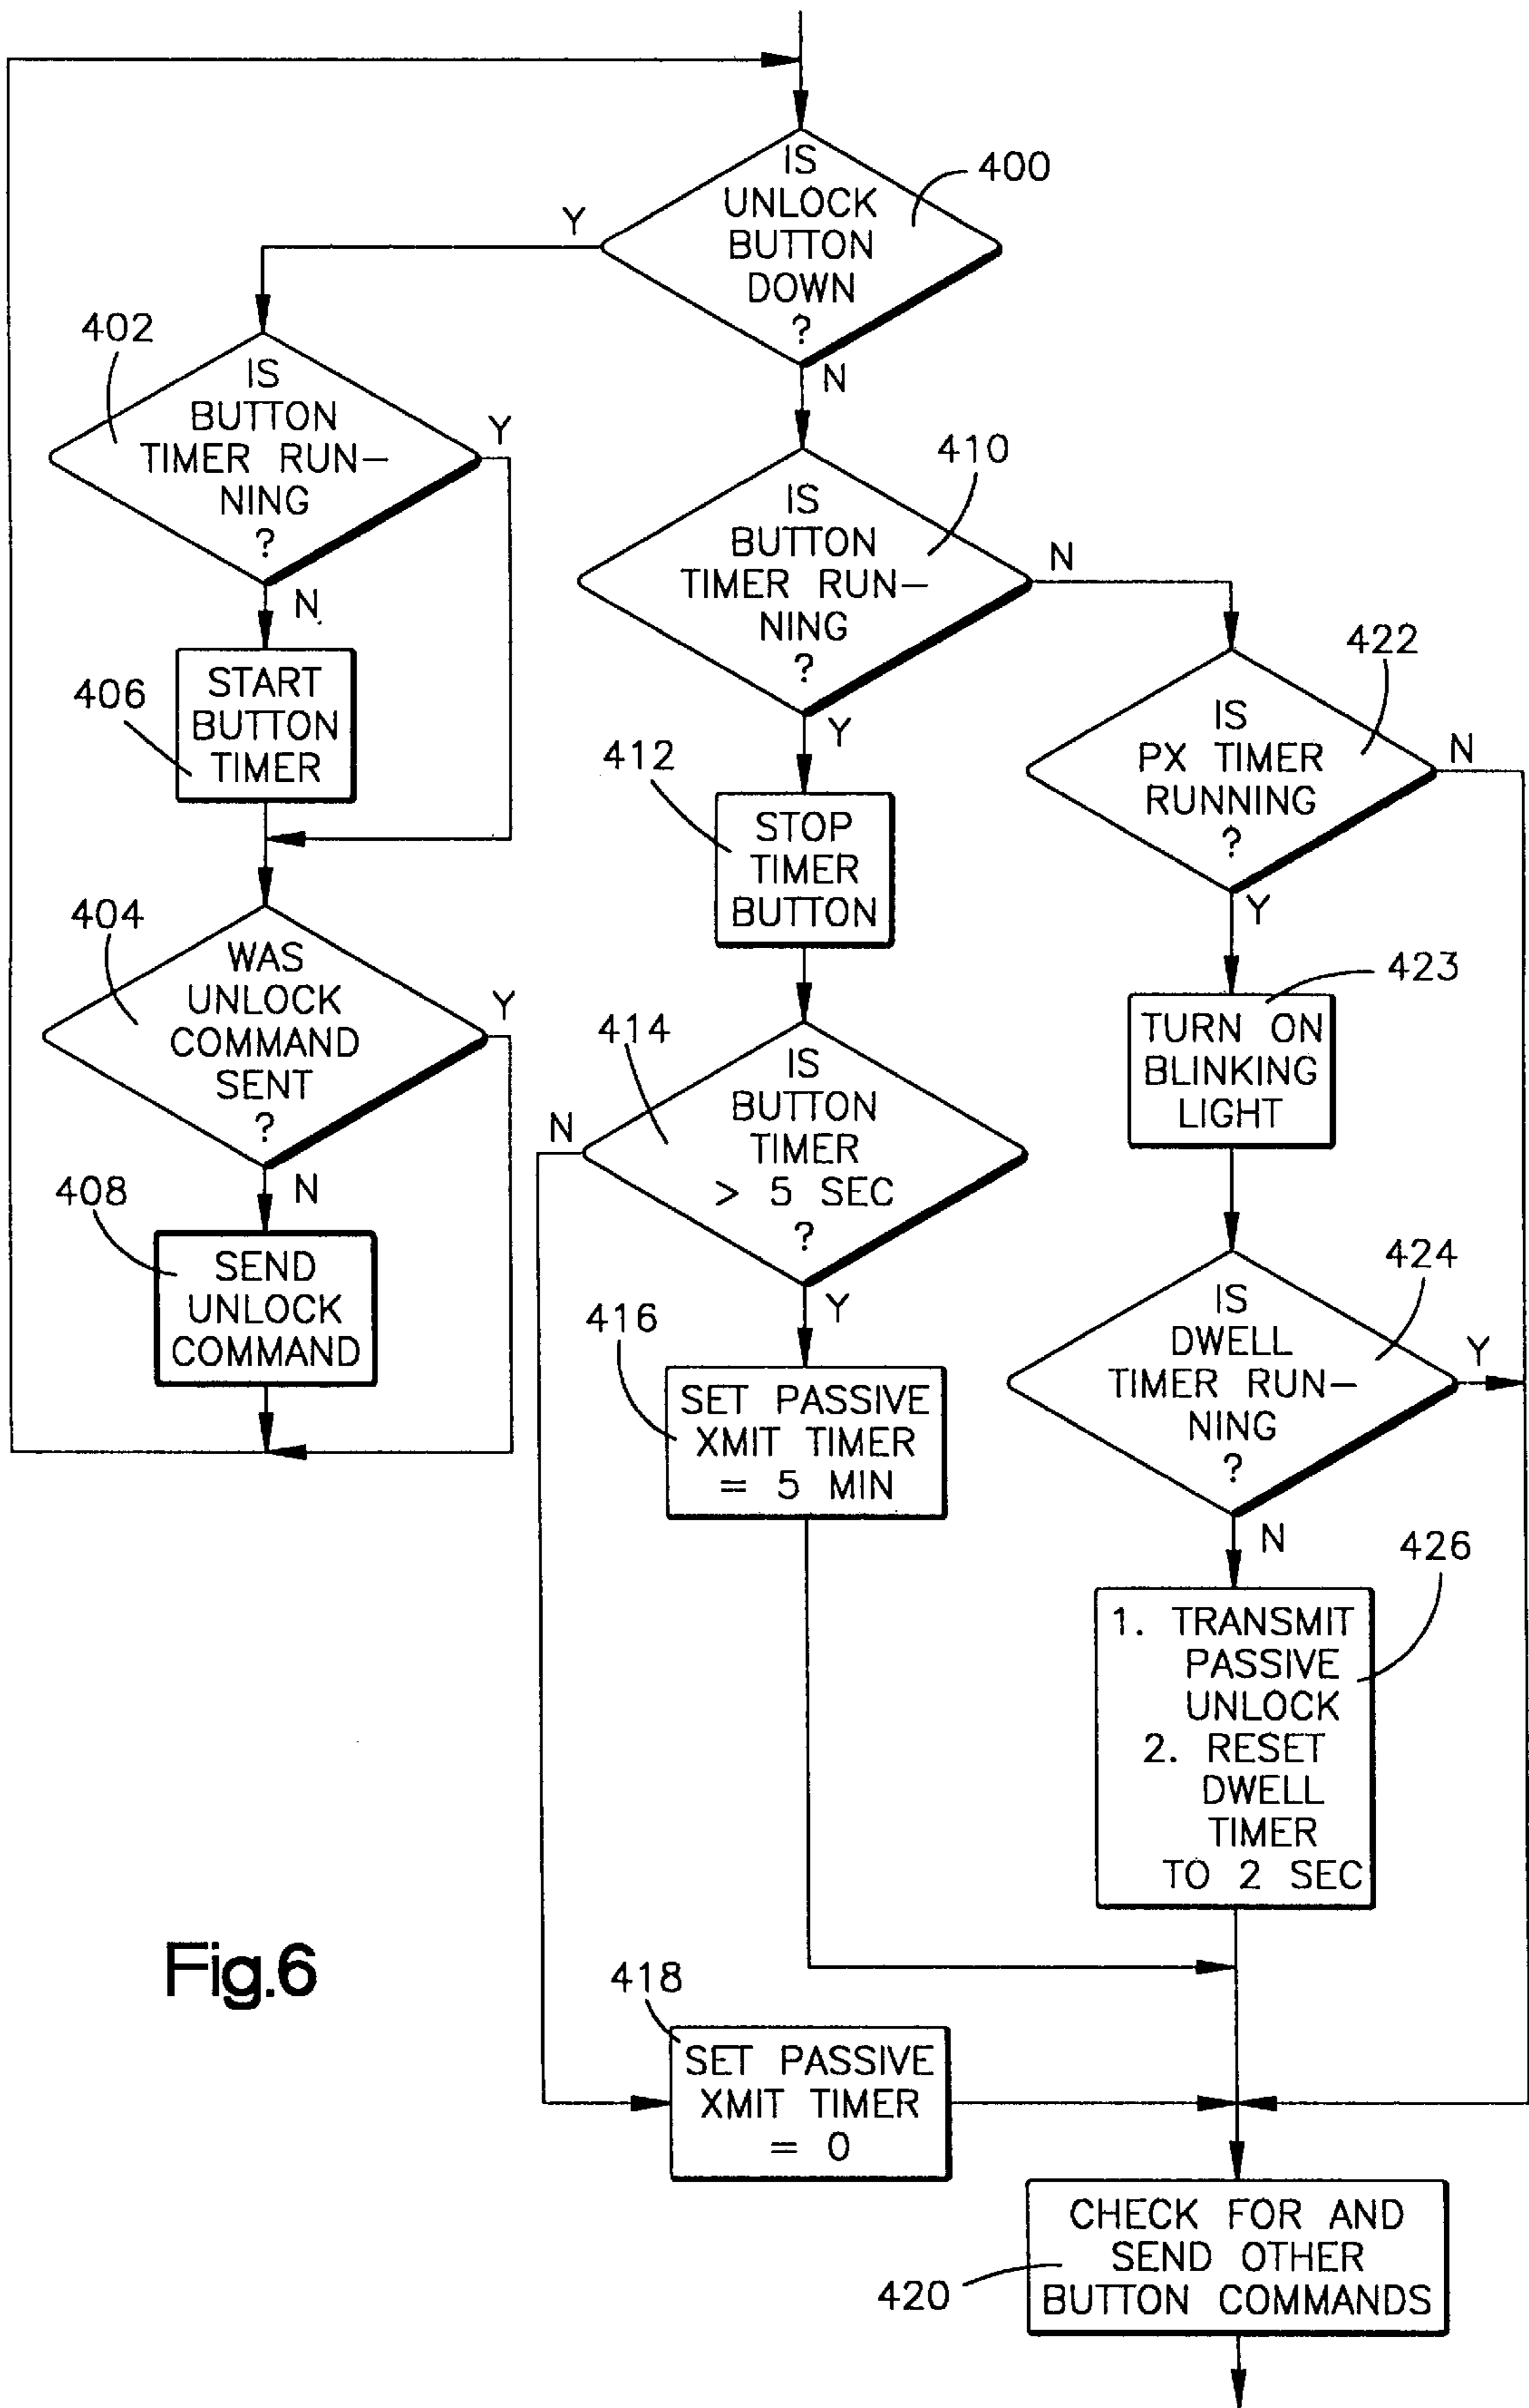 IS
UNLOCK
BUTTON
DOWN
?
400
Y
N
402
IS
BUTTON
TIMER RUN-
NING
?
Y
N
406
START
BUTTON
TIMER
404
WAS
UNLOCK
COMMAND
SENT
?
Y
N
408
SEND
UNLOCK
COMMAND
410
IS
BUTTON
TIMER RUN-
NING
?
N
Y
412
STOP
TIMER
BUTTON
414
IS
BUTTON
TIMER
> 5 SEC
?
N
Y
416
SET PASSIVE
XMIT TIMER
= 5 MIN
418
SET PASSIVE
XMIT TIMER
= 0
422
IS
PX TIMER
RUNNING
?
N
Y
423
TURN ON
BLINKING
LIGHT
424
IS
DWELL
TIMER RUN-
NING
?
Y
N
426
1. TRANSMIT
PASSIVE
UNLOCK
2. RESET
DWELL
TIMER
TO 2 SEC
420
CHECK FOR AND
SEND OTHER
BUTTON COMMANDS
Fig.6